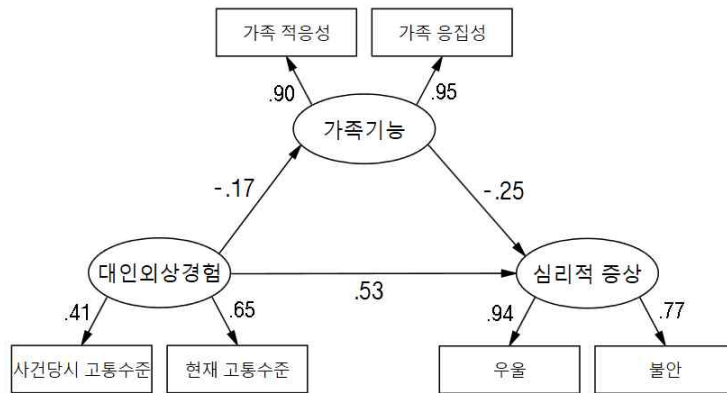 가족 적응성
가족 응집성
.90
.95
가족기능
-.17
-.25
대인외상경험
.53
심리적 증상
.41
.65
.94
.77
사건당시 고통수준
현재 고통수준
우울
불안